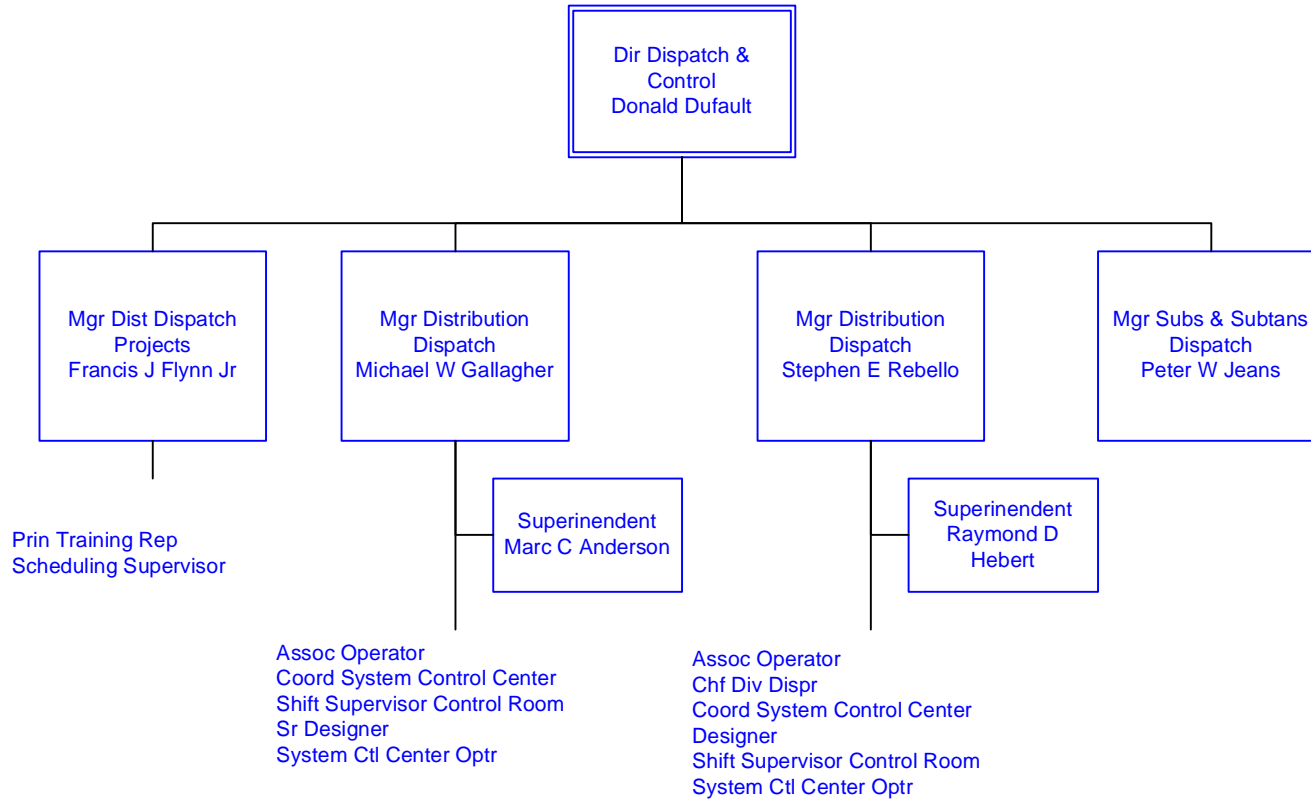 Dir Dispatch &
Control
Donald Dufault
Mgr Dist Dispatch
Projects
Francis J Flynn Jr
Mgr Distribution
Dispatch
Michael W Gallagher
Mgr Distribution
Dispatch
Stephen E Rebello
Mgr Subs & Subtans
Dispatch
Peter W Jeans
Prin Training Rep
Scheduling Supervisor
Superinendent
Marc C Anderson
Superinendent
Raymond D
Hebert
Assoc Operator
Coord System Control Center
Shift Supervisor Control Room
Sr Designer
System Ctl Center Optr
Assoc Operator
Chf Div Dispr
Coord System Control Center
Designer
Shift Supervisor Control Room
System Ctl Center Optr